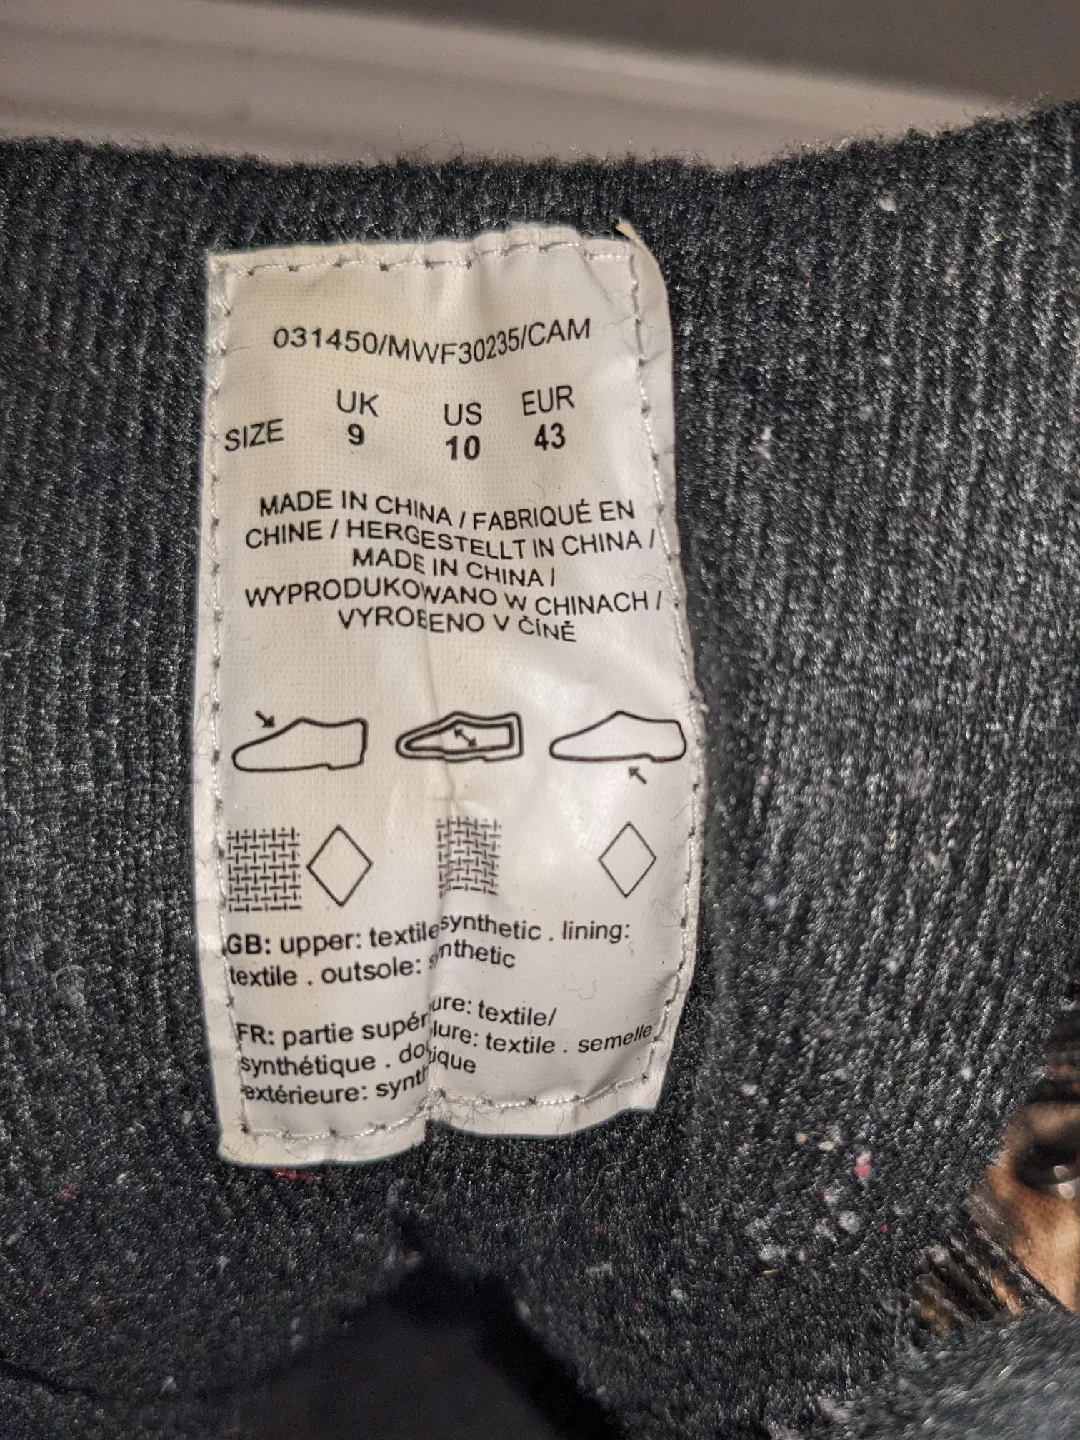 031450/MWF30235/CAM
UK US EUR
SIZE 9 10 43
MADE IN CHINA / FABRIQUÉ EN
CHINE / HERGESTELLT IN CHINA /
MADE IN CHINA /
WYPRODUKOWANO W CHINACH /
VYROBENO V ČÍNĚ
GB: upper: textile synthetic . lining:
textile . outsole: synthetic
FR: partie supérieure: textile/
synthétique . doublure: textile . semelle
extérieure: synthétique